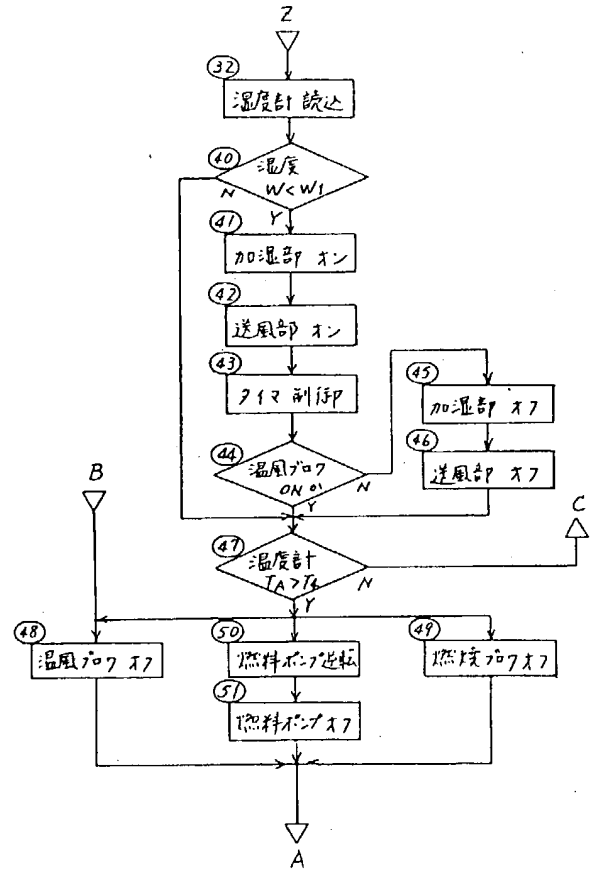 Z
32
湿度計 読込
40
湿度
W<W1
N
Y
41
加湿部 オン
42
送風部 オン
43
タイマ制御
44
温風ブロワ
ONか
N
Y
45
加湿部 オフ
46
送風部 オフ
B
C
47
温度計
TA>T4
N
Y
48
温風ブロワ オフ
50
燃料ポンプ逆転
49
燃焼ブロワオフ
51
燃料ポンプオフ
A